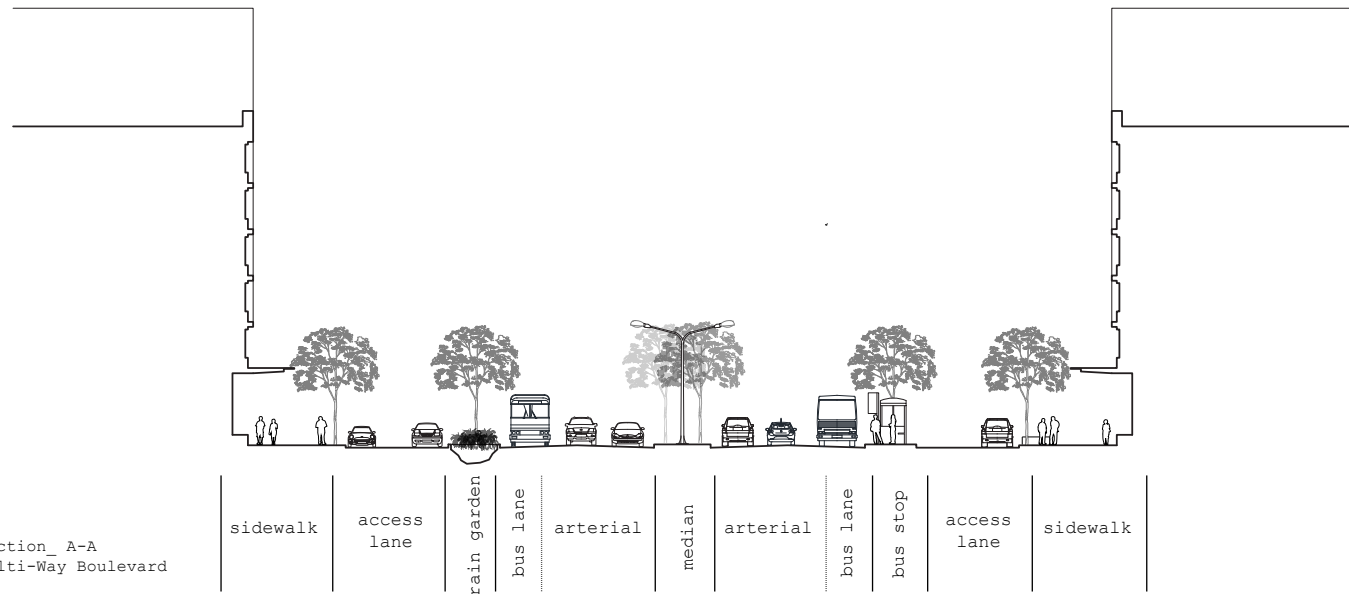 sidewalk
access
lane
rain garden
bus lane
arterial
median
arterial
bus lane
bus stop
access
lane
sidewalk
ction_ A-A
lti-Way Boulevard